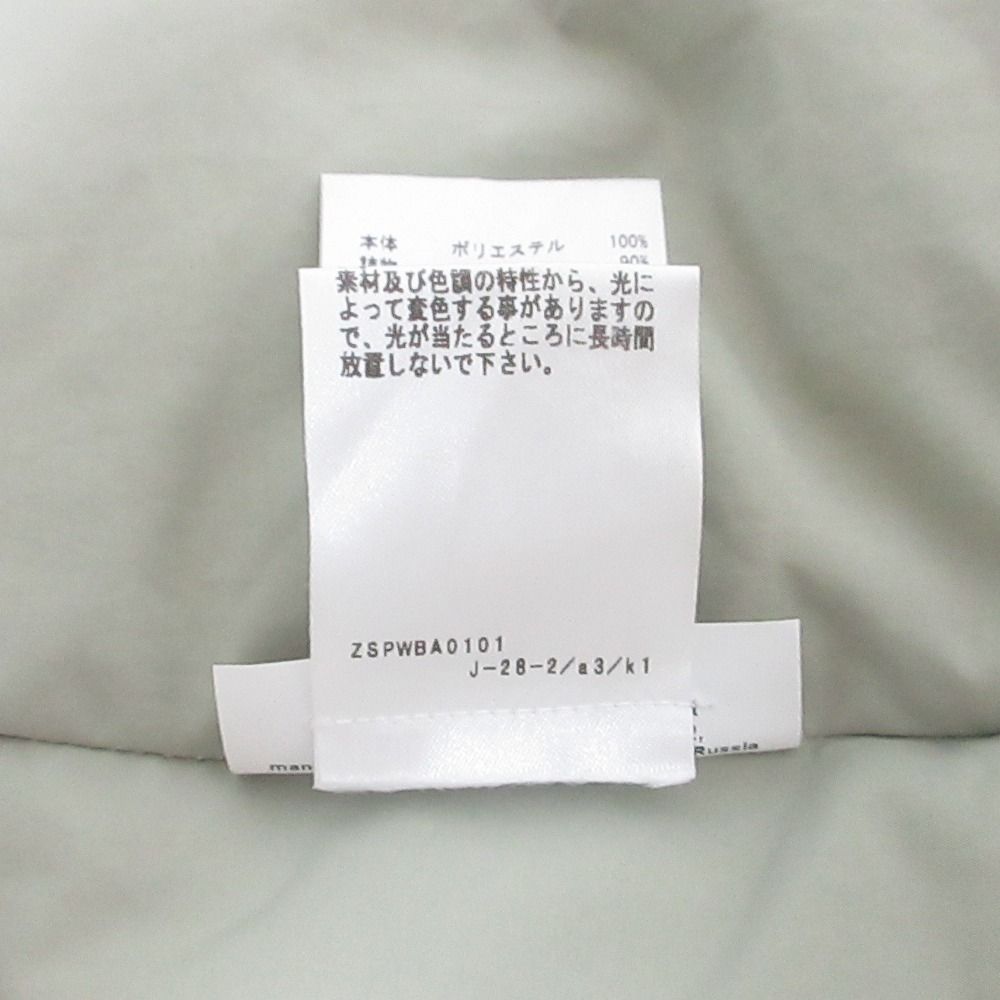 本体 ポリエステル 100%
90%
素材及び色調の特性から、光に
よって変色する事がありますの
で、光が当たるところに長時間
放置しないで下さい。
ZSPWBA0101
J-28-2/a3/k1
Russia
man